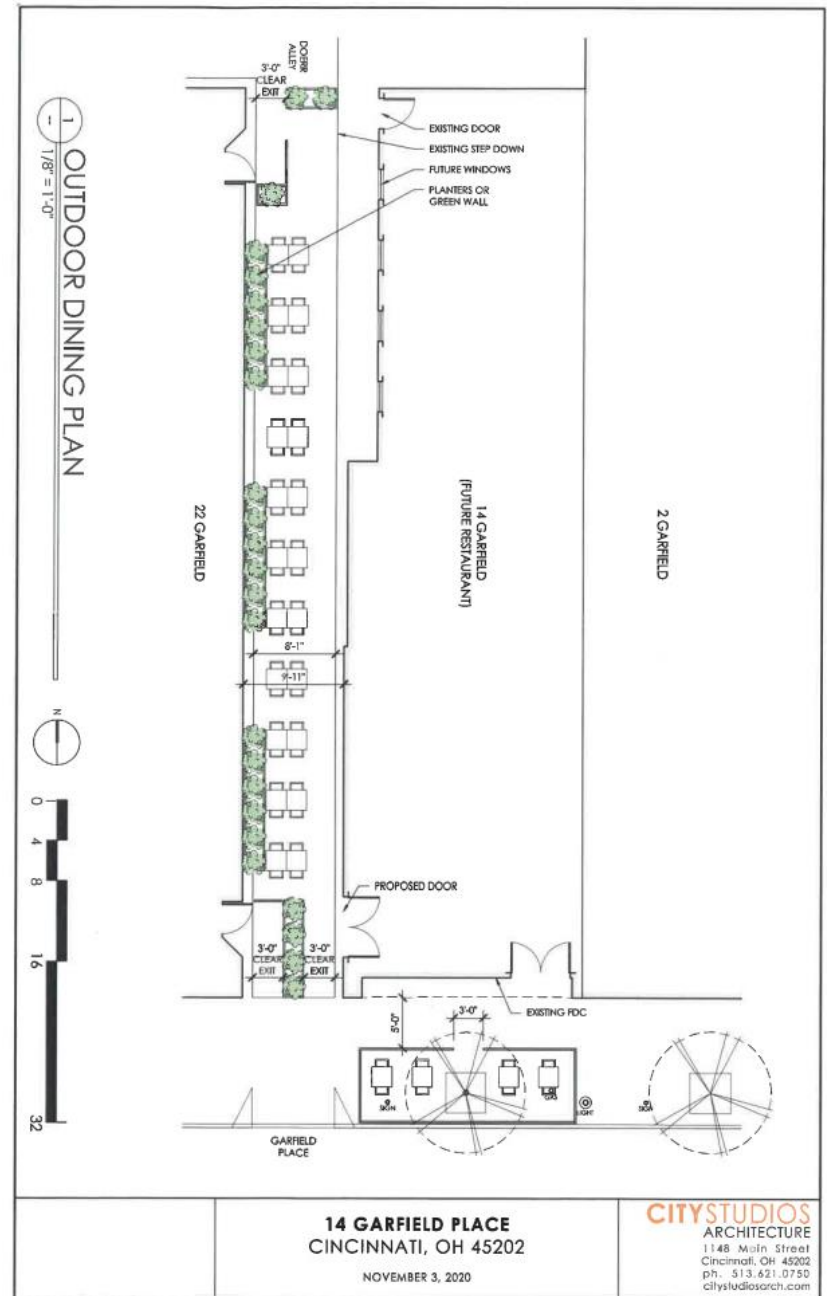 DOERR
ALLEY
3'-0"
CLEAR
EXIT
EXISTING DOOR
EXISTING STEP DOWN
FUTURE WINDOWS
PLANTERS OR
GREEN WALL
1
--
OUTDOOR DINING PLAN
1/8" = 1'-0"
22 GARFIELD
14 GARFIELD
(FUTURE RESTAURANT)
2 GARFIELD
8'-1"
9'-11"
N
0
4
8
16
32
PROPOSED DOOR
3'-0"
CLEAR
EXIT
3'-0"
CLEAR
EXIT
EXISTING FDC
5'-0"
3'-0"
SIGN
GAS
LIGHT
SIGN
GARFIELD
PLACE
14 GARFIELD PLACE
CINCINNATI, OH 45202
NOVEMBER 3, 2020
CITYSTUDIOS
ARCHITECTURE
1148 Main Street
Cincinnati, OH 45202
ph. 513.621.0750
citystudiosarch.com